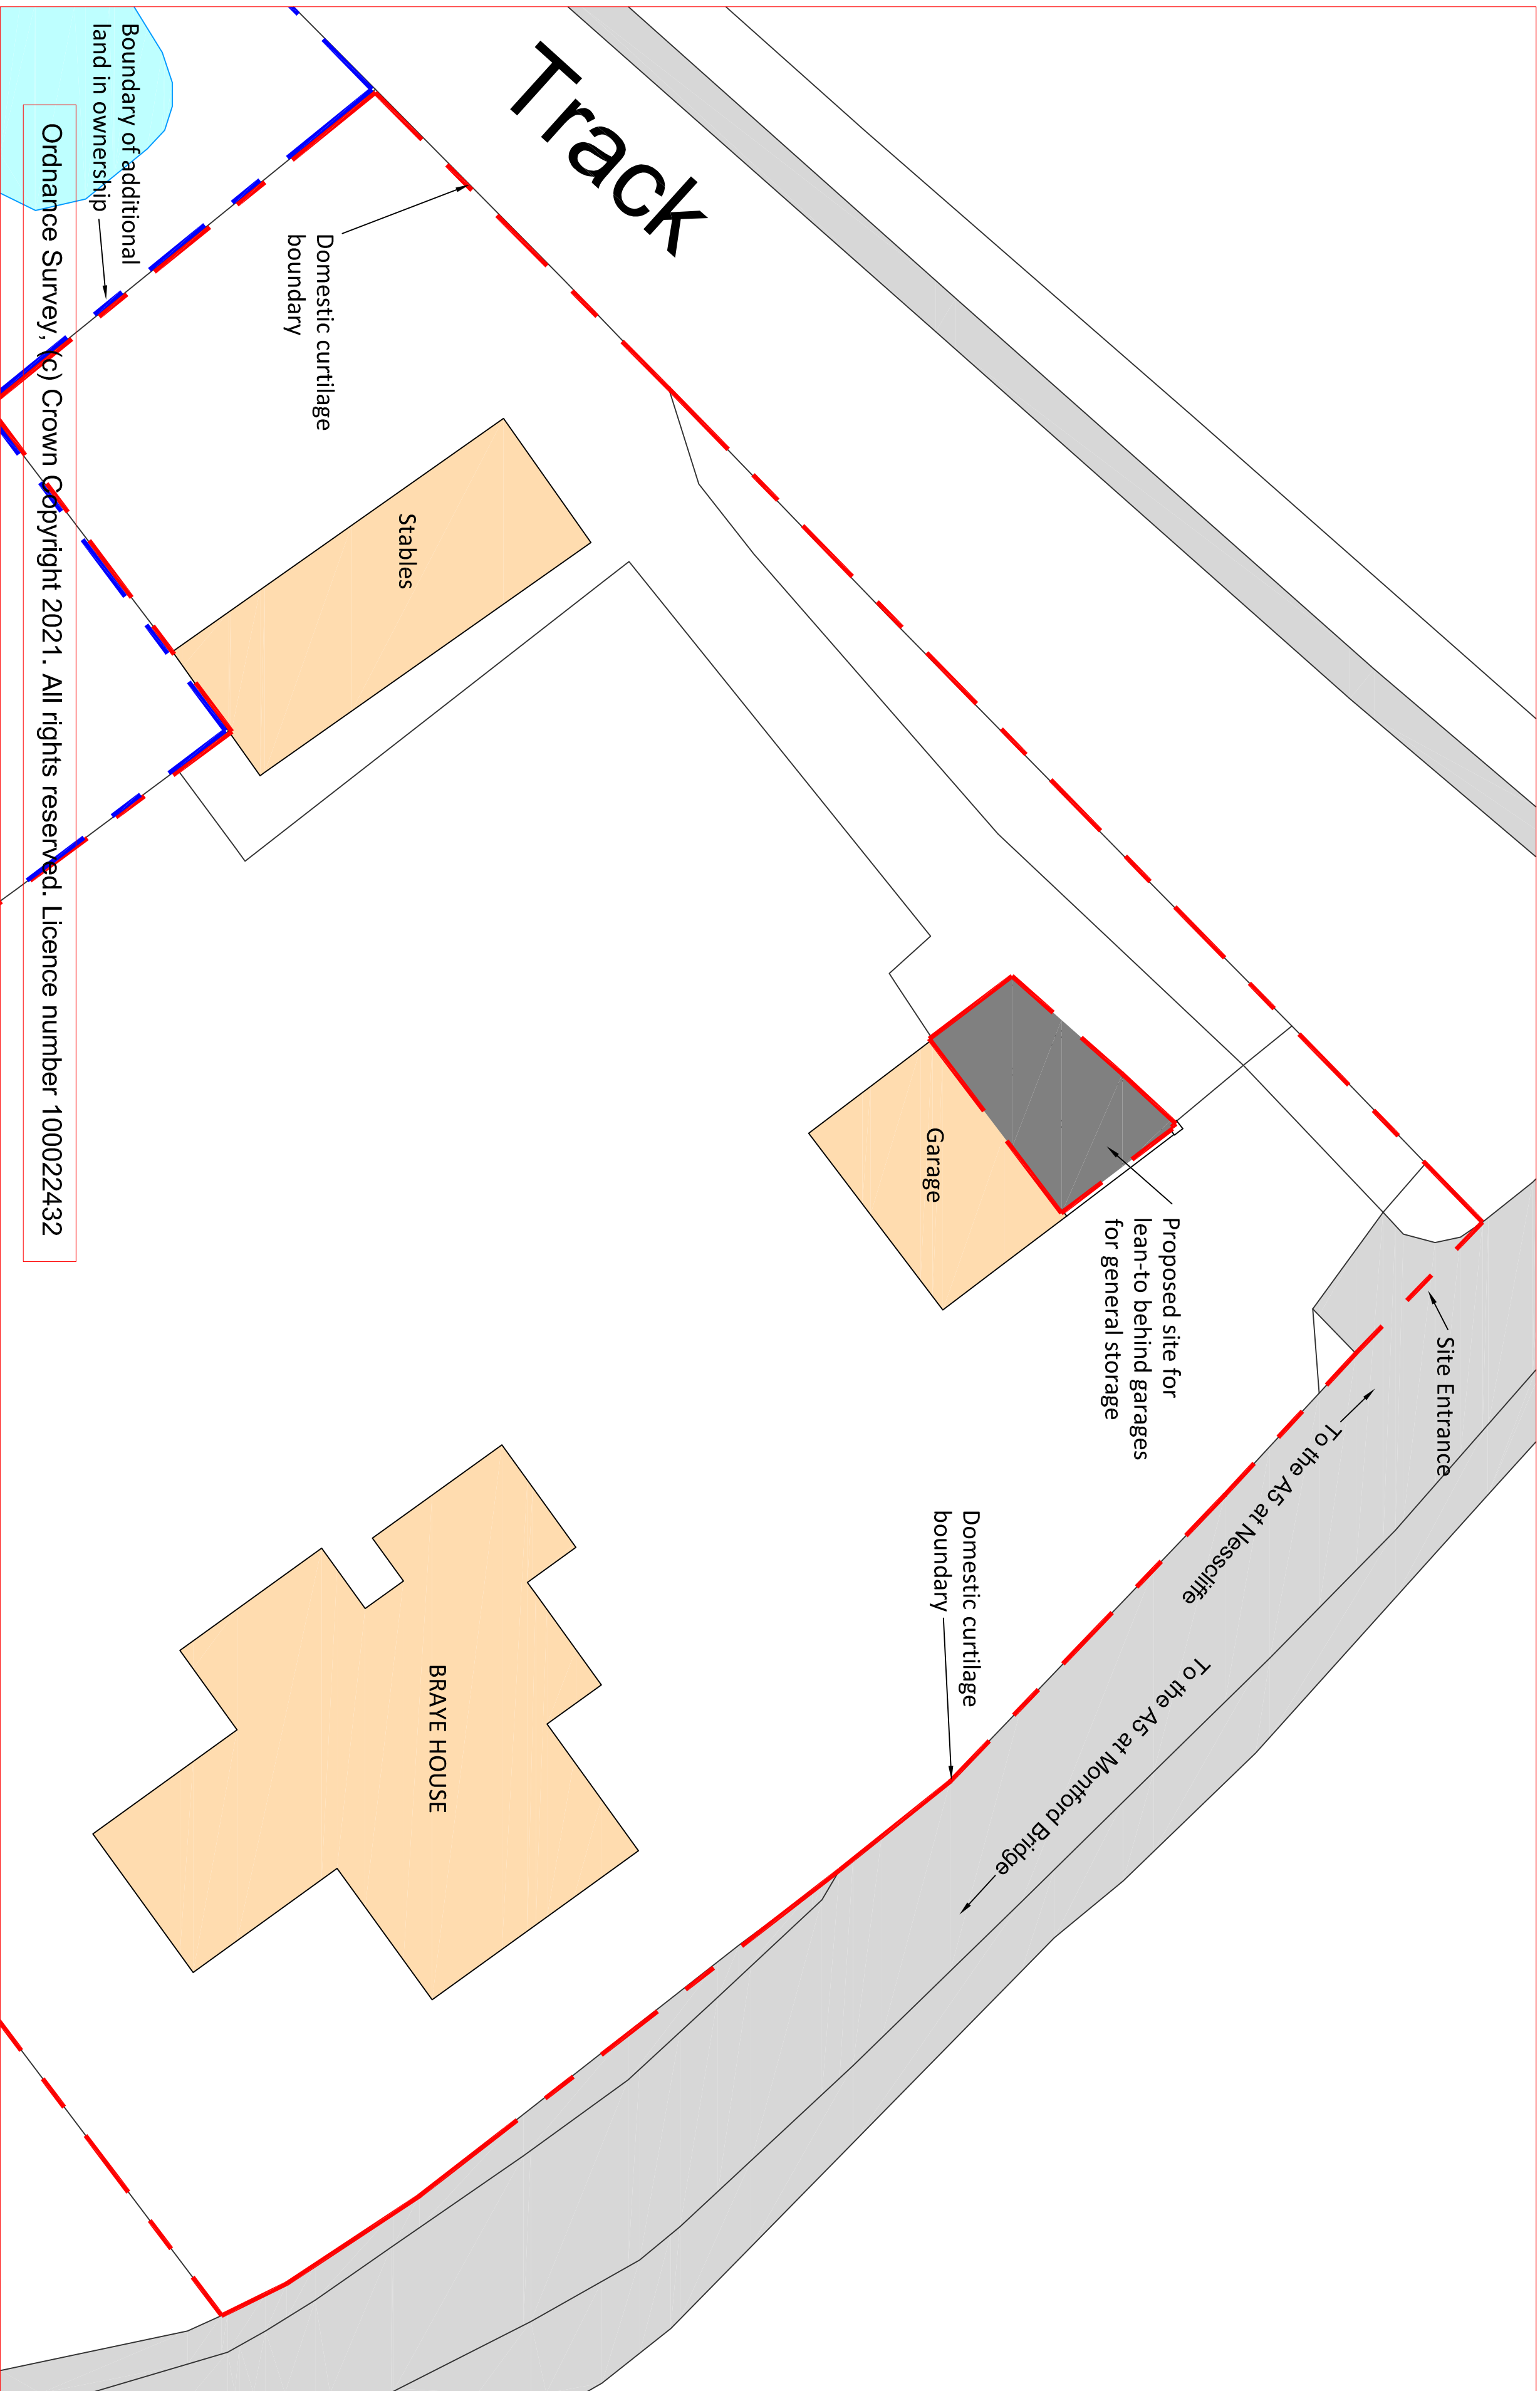 Track
Site Entrance
To the A5 at Nesscliffe
To the A5 at Montford Bridge
Proposed site for
lean-to behind garages
for general storage
Domestic curtilage
boundary
Garage
BRAYE HOUSE
Stables
Domestic curtilage
boundary
Boundary of additional
land in ownership
Ordnance Survey, (c) Crown Copyright 2021. All rights reserved. Licence number 100022432